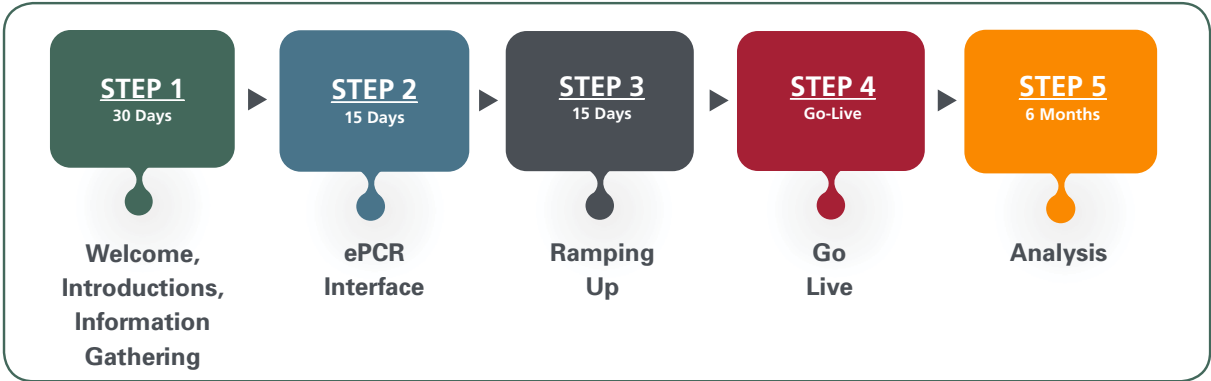 STEP 1
30 Days
Welcome,
Introductions,
Information
Gathering
STEP 2
15 Days
ePCR
Interface
STEP 3
15 Days
Ramping
Up
STEP 4
Go-Live
Go
Live
STEP 5
6 Months
Analysis